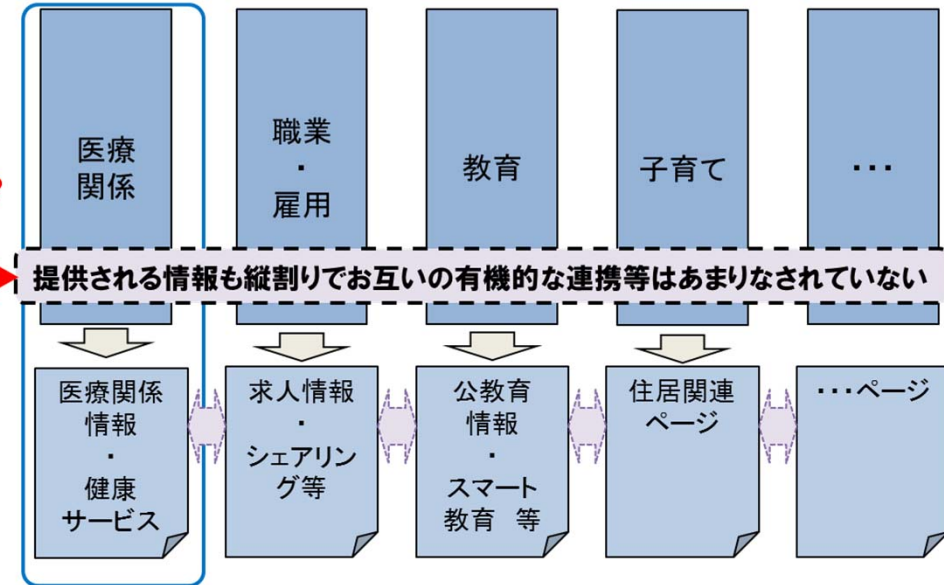 医療
関係
職業
・
雇用
教育
子育て
・・・
提供される情報も縦割りでお互いの有機的な連携等はあまりなされていない
医療関係
情報
・
健康
サービス
求人情報
・
シェアリン
グ等
公教育
情報
・
スマート
教育 等
住居関連
ページ
・・・ページ